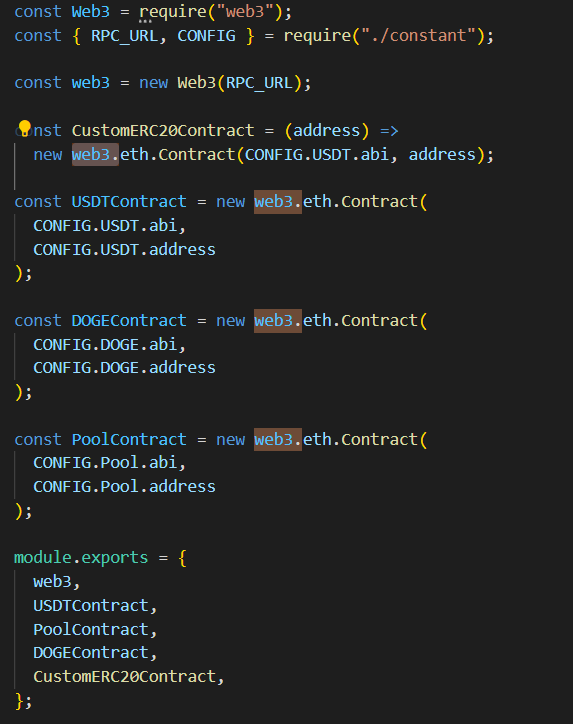 const Web3 = require("web3");
const { RPC_URL, CONFIG } = require("./constant");
const web3 = new Web3(RPC_URL);
const CustomERC20Contract = (address) =>
new web3.eth.Contract(CONFIG.USDT.abi, address);
const USDTContract = new web3.eth.Contract(
CONFIG.USDT.abi,
CONFIG.USDT.address
);
const DOGEContract = new web3.eth.Contract(
CONFIG.DOGE.abi,
CONFIG.DOGE.address
);
const PoolContract = new web3.eth.Contract(
CONFIG.Pool.abi,
CONFIG.Pool.address
);
module.exports = {
web3,
USDTContract,
PoolContract,
DOGEContract,
CustomERC20Contract,
};